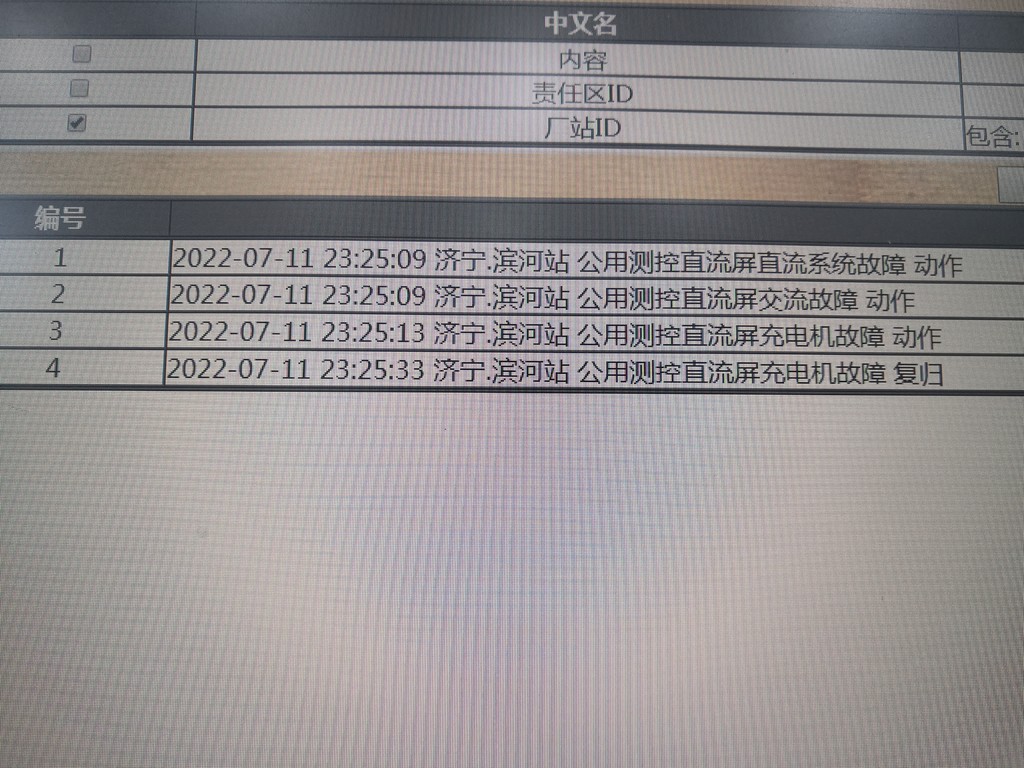 中文名
内容
责任区ID
厂站ID
包含:
编号
1 2022-07-11 23:25:09 济宁.滨河站 公用测控直流屏直流系统故障 动作
2 2022-07-11 23:25:09 济宁.滨河站 公用测控直流屏交流故障 动作
3 2022-07-11 23:25:13 济宁.滨河站 公用测控直流屏充电机故障 动作
4 2022-07-11 23:25:33 济宁.滨河站 公用测控直流屏充电机故障 复归